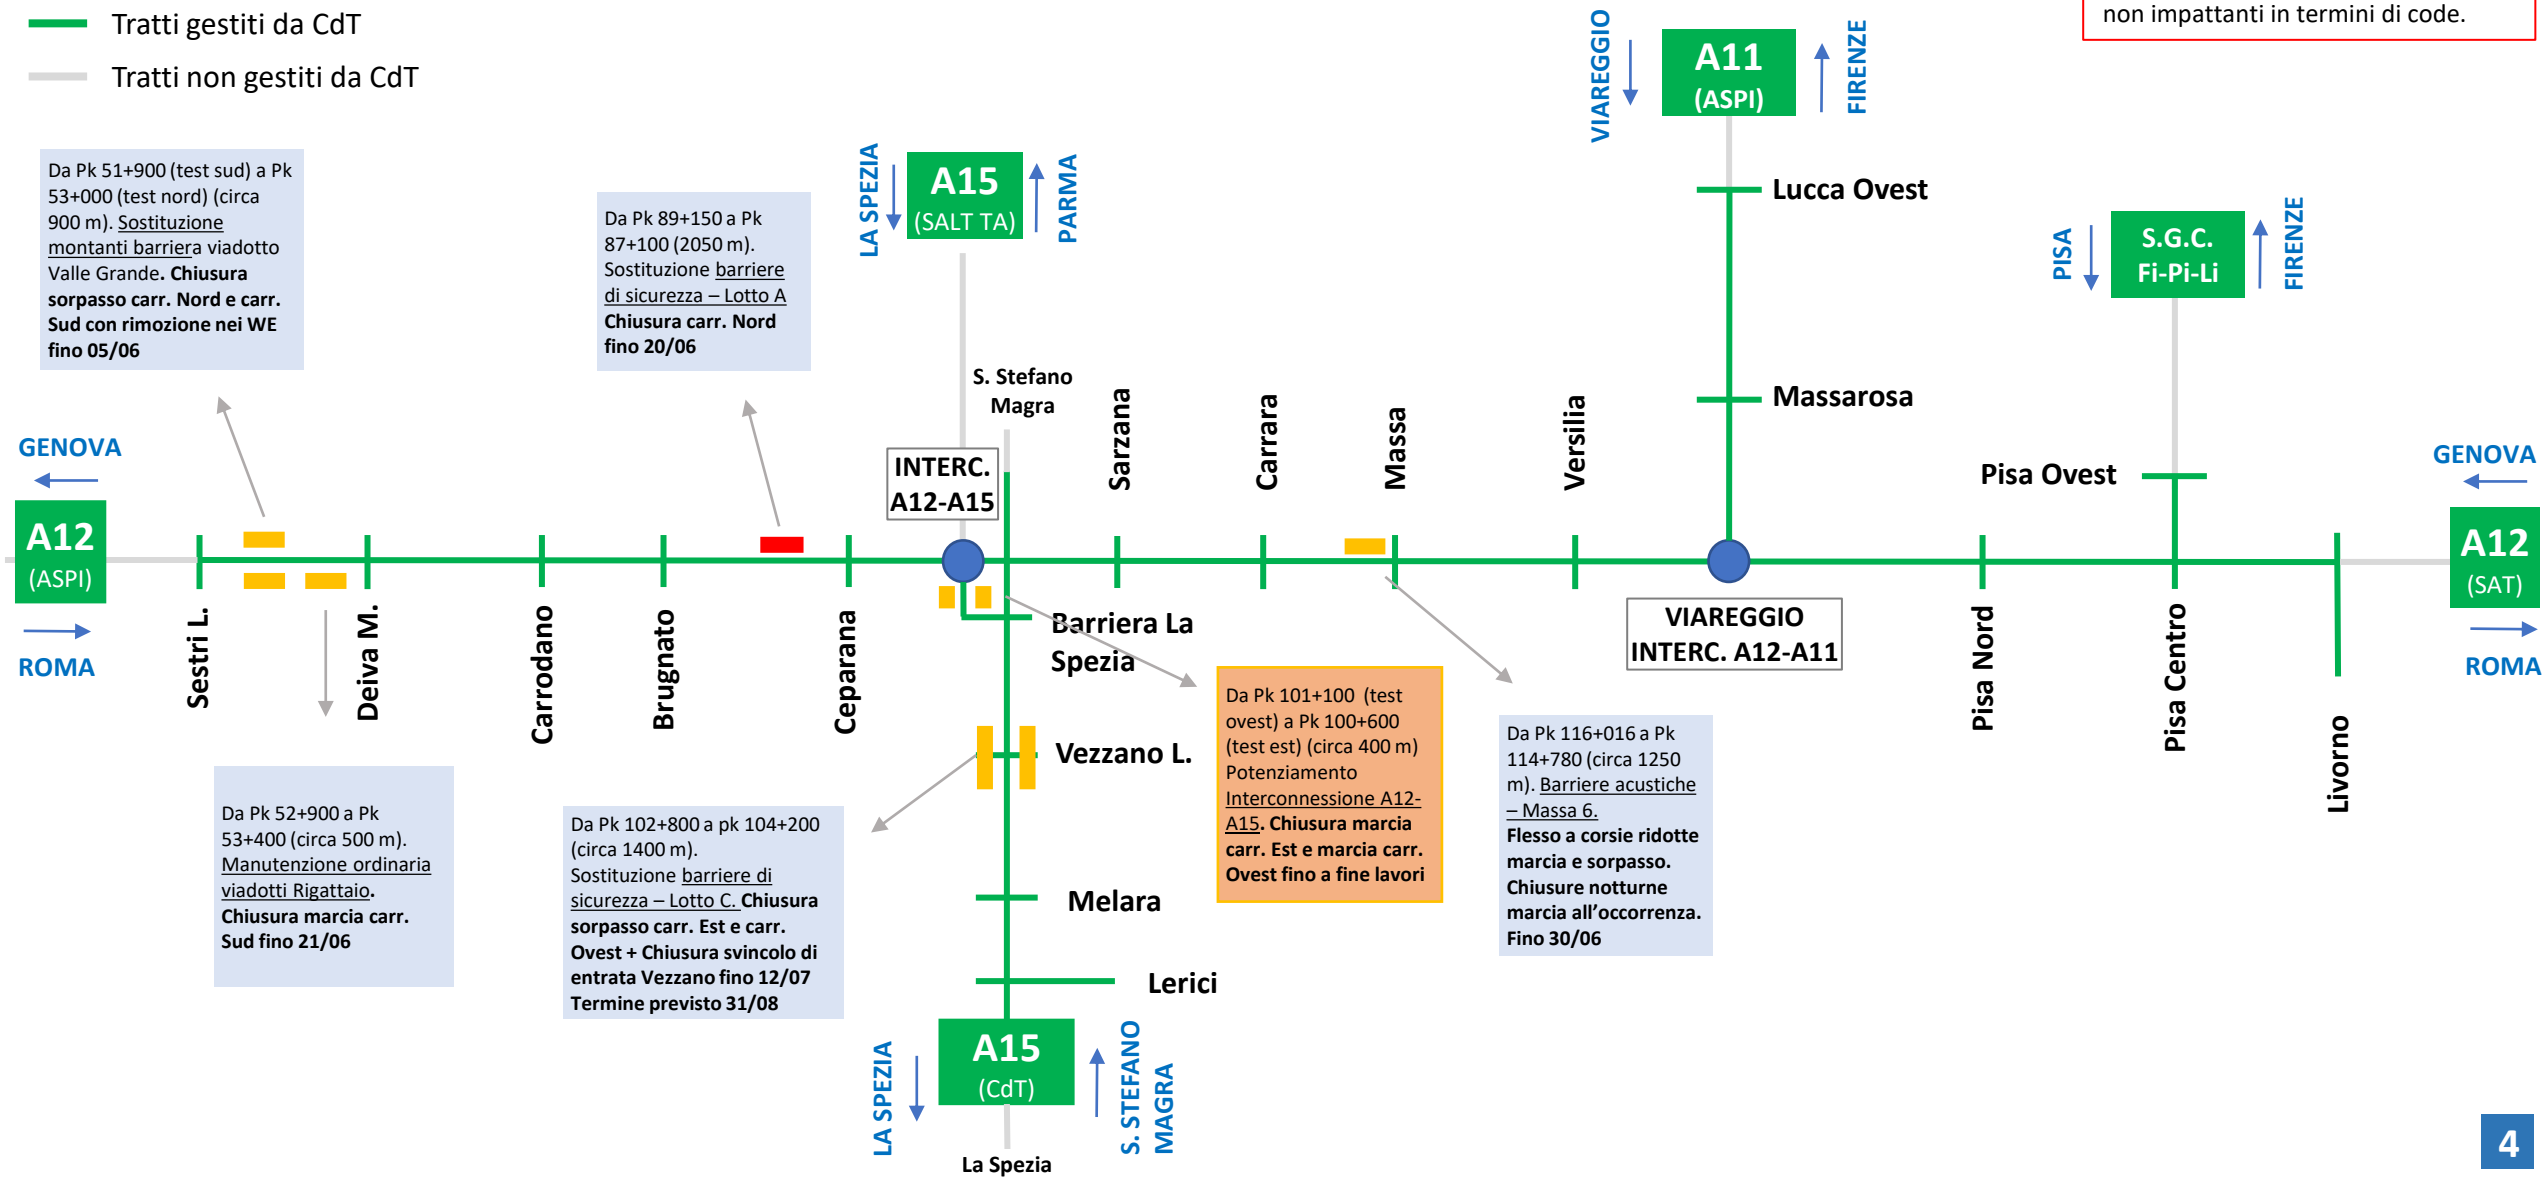 Tratti gestiti da CdT
Tratti non gestiti da CdT
non impattanti in termini di code.
VIAREGGIO
A11
(ASPI)
FIRENZE
Da Pk 51+900 (test sud) a Pk
53+000 (test nord) (circa
900 m). Sostituzione
montanti barriera viadotto
Valle Grande. Chiusura
sorpasso carr. Nord e carr.
Sud con rimozione nei WE
fino 05/06
Da Pk 89+150 a Pk
87+100 (2050 m).
Sostituzione barriere
di sicurezza – Lotto A
Chiusura carr. Nord
fino 20/06
LA SPEZIA
A15
(SALT TA)
PARMA
Lucca Ovest
PISA
S.G.C.
Fi-Pi-Li
FIRENZE
S. Stefano
Magra
Massarosa
GENOVA
A12
(ASPI)
ROMA
INTERC.
A12-A15
Sarzana
Carrara
Massa
Versilia
Pisa Ovest
GENOVA
A12
(SAT)
ROMA
Sestri L.
Deiva M.
Carrodano
Brugnato
Ceparana
Barriera La
Spezia
VIAREGGIO
INTERC. A12-A11
Pisa Nord
Pisa Centro
Livorno
Vezzano L.
Da Pk 101+100 (test
ovest) a Pk 100+600
(test est) (circa 400 m)
Potenziamento
Interconnessione A12-
A15. Chiusura marcia
carr. Est e marcia carr.
Ovest fino a fine lavori
Da Pk 116+016 a Pk
114+780 (circa 1250
m). Barriere acustiche
– Massa 6.
Flesso a corsie ridotte
marcia e sorpasso.
Chiusure notturne
marcia all’occorrenza.
Fino 30/06
Da Pk 52+900 a Pk
53+400 (circa 500 m).
Manutenzione ordinaria
viadotti Rigattaio.
Chiusura marcia carr.
Sud fino 21/06
Da Pk 102+800 a pk 104+200
(circa 1400 m).
Sostituzione barriere di
sicurezza – Lotto C. Chiusura
sorpasso carr. Est e carr.
Ovest + Chiusura svincolo di
entrata Vezzano fino 12/07
Termine previsto 31/08
Melara
Lerici
LA SPEZIA
A15
(CdT)
S. STEFANO
MAGRA
La Spezia
4